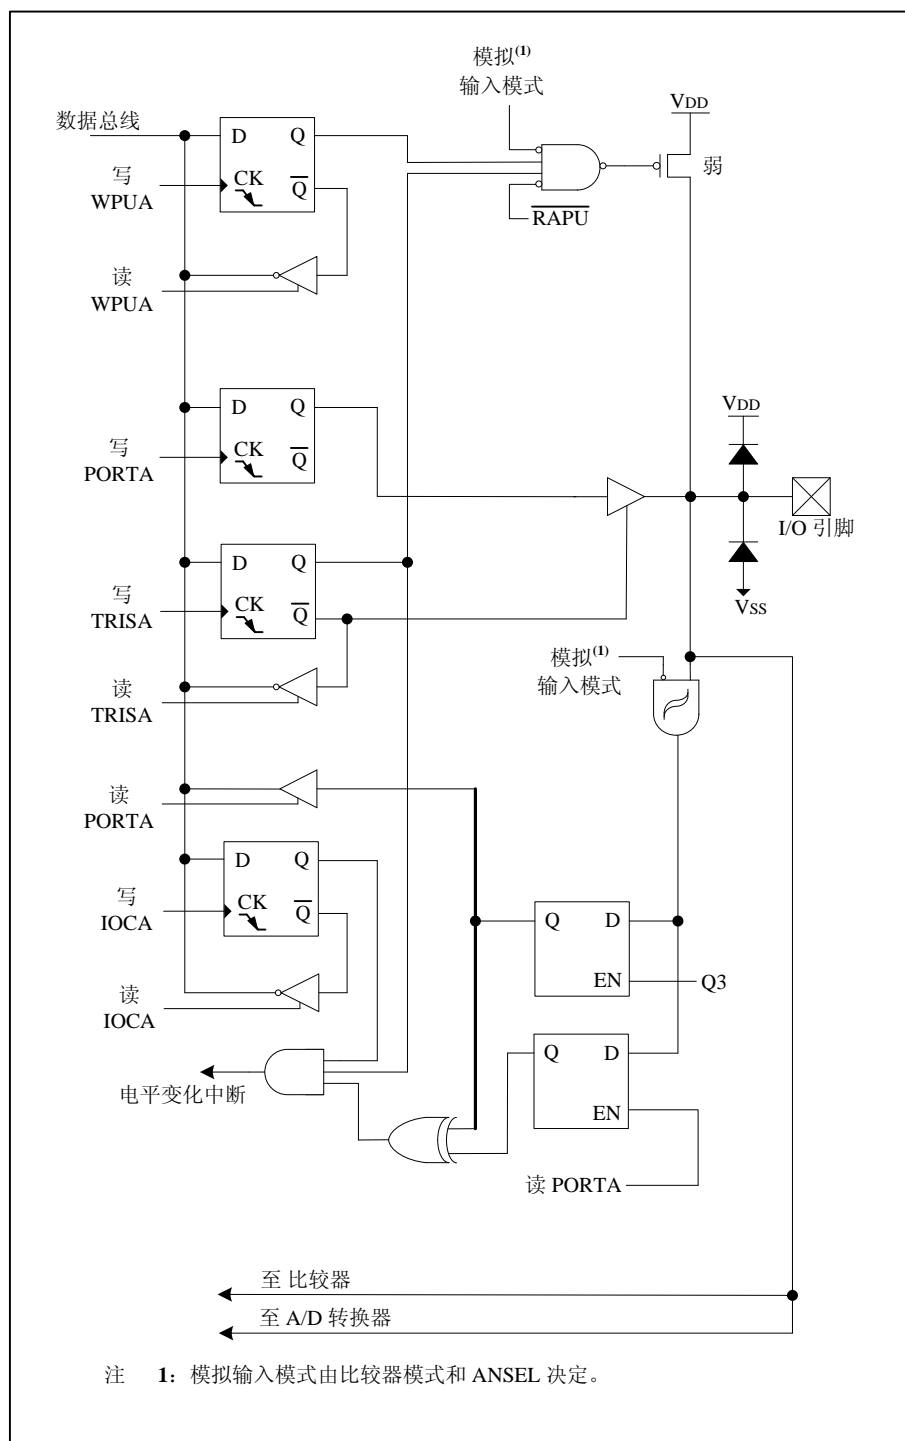 模拟(1)
输入模式
VDD
数据总线
D Q
弱
写
WPUA
CK Q
RAPU
读
WPUA
D Q
VDD
写
PORTA
CK Q
I/O 引脚
D Q
写
TRISA
CK Q
VSS
模拟(1)
输入模式
读
TRISA
读
PORTA
D Q
写
IOCA
CK Q
Q D
EN
Q3
读
IOCA
Q D
电平变化中断
EN
读 PORTA
至 比较器
至 A/D 转换器
注 1: 模拟输入模式由比较器模式和 ANSEL 决定。